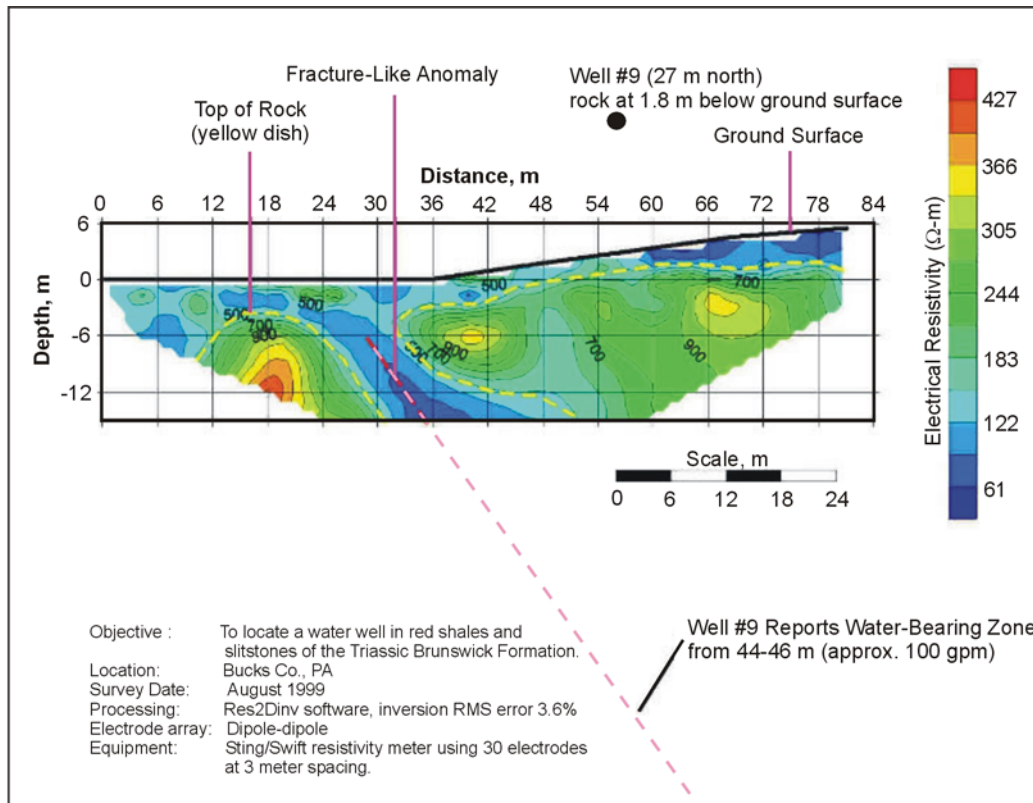 Fracture-Like Anomaly
Top of Rock
(yellow dish)
Well #9 (27 m north)
rock at 1.8 m below ground surface
Ground Surface
Distance, m
0 6 12 18 24 30 36 42 48 54 60 66 72 78 84
Depth, m
6
0
-6
-12
500
700
900
500
500
700
900
500
700
900
700
Electrical Resistivity (Ω-m)
427
366
305
244
183
122
61
Scale, m
0 6 12 18 24
Well #9 Reports Water-Bearing Zone
from 44-46 m (approx. 100 gpm)
Objective : To locate a water well in red shales and
slitstones of the Triassic Brunswick Formation.
Location: Bucks Co., PA
Survey Date: August 1999
Processing: Res2Dinv software, inversion RMS error 3.6%
Electrode array: Dipole-dipole
Equipment: Sting/Swift resistivity meter using 30 electrodes
at 3 meter spacing.